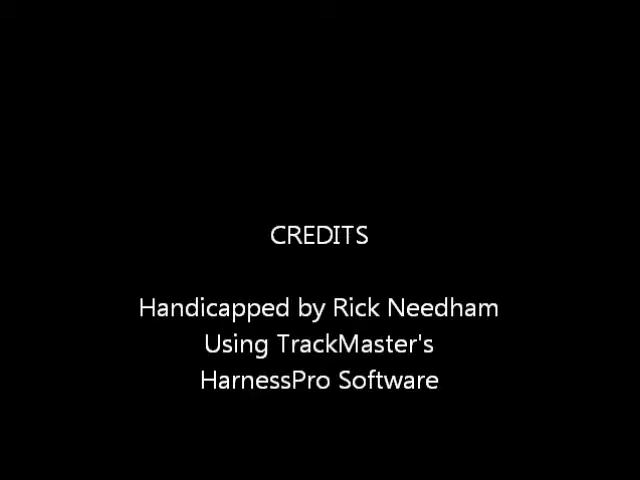 CREDITS
Handicapped by Rick Needham
Using TrackMaster's
HarnessPro Software